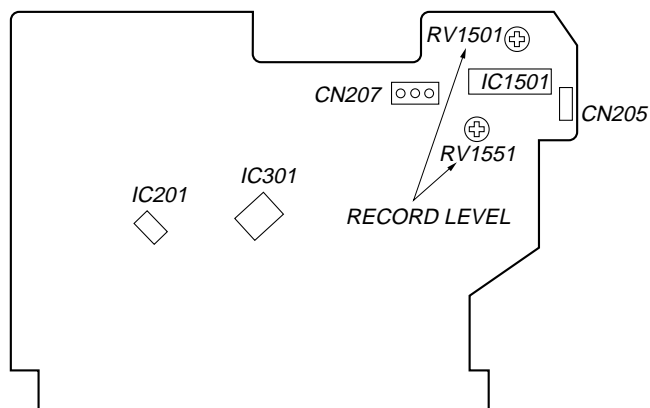 RV1501
IC1501
CN207
CN205
RV1551
IC301
IC201
RECORD LEVEL